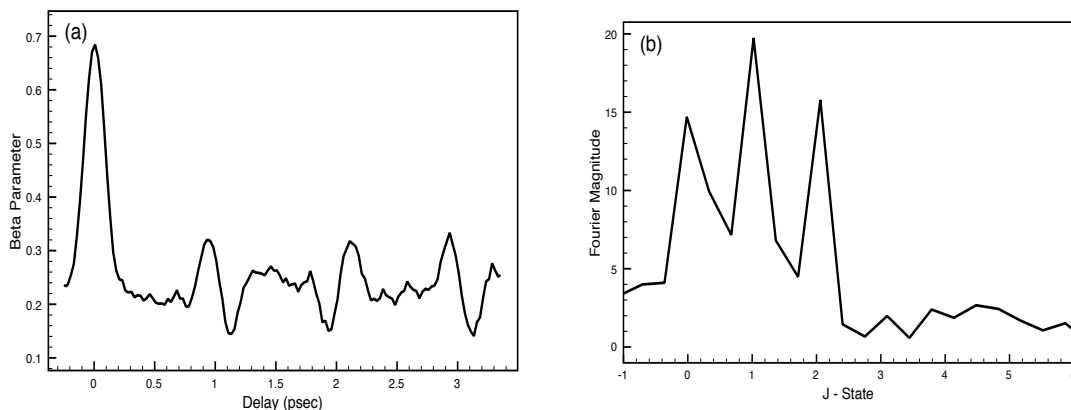 (a)
Beta Parameter
0.7
0.6
0.5
0.4
0.3
0.2
0.1
0 0.5 1 1.5 2 2.5 3
Delay (psec)
(b)
Fourier Magnitude
20
15
10
5
0
-1 0 1 2 3 4 5
J - State